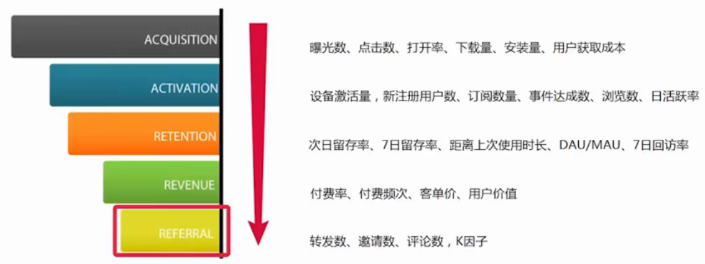 ACQUISITION
曝光数、点击数、打开率、下载量、安装量、用户获取成本
ACTIVATION
设备激活量，新注册用户数、订阅数量、事件达成数、浏览数、日活跃率
RETENTION
次日留存率、7日留存率、距离上次使用时长、DAU/MAU、7日回访率
REVENUE
付费率、付费频次、客单价、用户价值
REFERRAL
转发数、邀请数、评论数，K因子